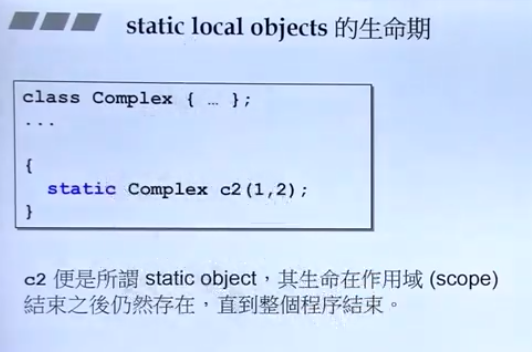 static local objects 的生命期
class Complex { … };
...
{
static Complex c2(1,2);
}
c2 便是所謂 static object，其生命在作用域 (scope)
結束之後仍然存在，直到整個程序結束。